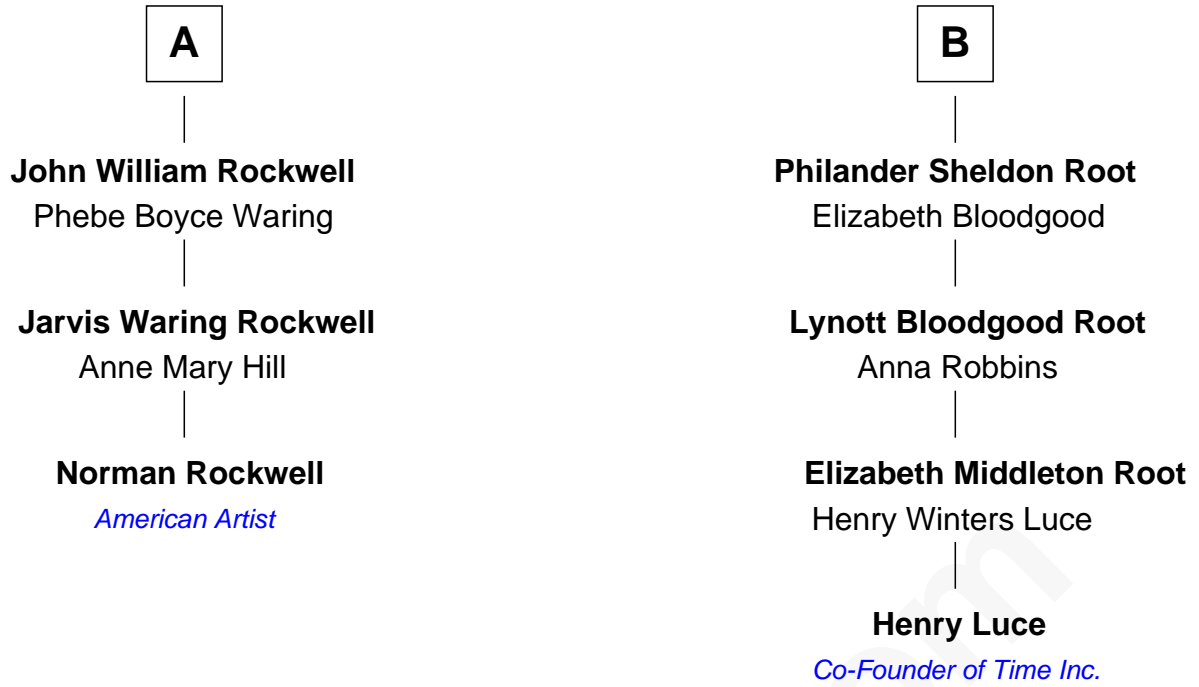 A
John William Rockwell
Phebe Boyce Waring
Jarvis Waring Rockwell
Anne Mary Hill
Norman Rockwell
American Artist
B
Philander Sheldon Root
Elizabeth Bloodgood
Lynott Bloodgood Root
Anna Robbins
Elizabeth Middleton Root
Henry Winters Luce
Henry Luce
Co-Founder of Time Inc.